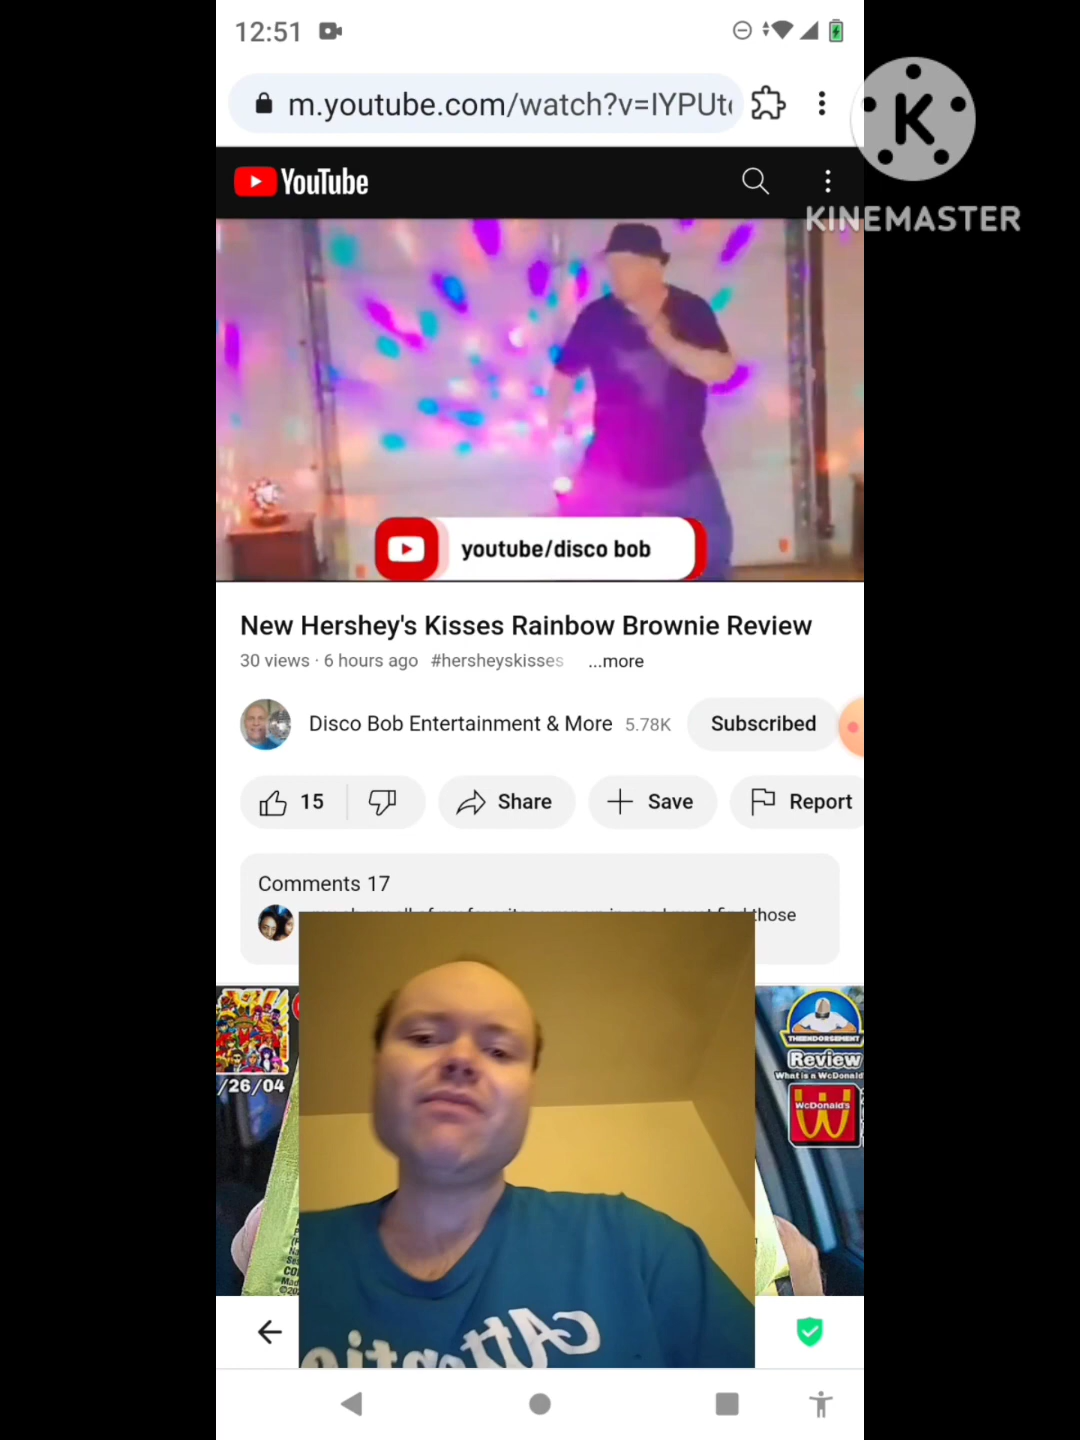 12:51
m.youtube.com/watch?v=IYPUt
K
KINEMASTER
YouTube
youtube/disco bob
New Hershey's Kisses Rainbow Brownie Review
30 views · 6 hours ago #hersheyskisses ...more
Disco Bob Entertainment & More 5.78K Subscribed
15 Share Save Report
Comments 17
those
/26/04
THEENDORSEMENT
Review
What is a WcDonald
WcDonald's